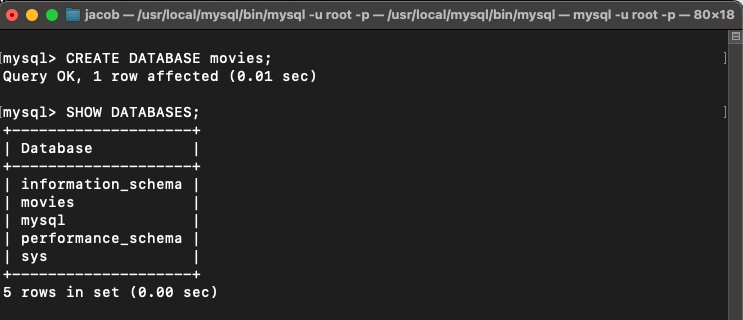 jacob — /usr/local/mysql/bin/mysql -u root -p — /usr/local/mysql/bin/mysql — mysql -u root -p — 80×18
[mysql> CREATE DATABASE movies; ]
Query OK, 1 row affected (0.01 sec)

[mysql> SHOW DATABASES; ]
+--------------------+
| Database           |
+--------------------+
| information_schema |
| movies             |
| mysql              |
| performance_schema |
| sys                |
+--------------------+
5 rows in set (0.00 sec)